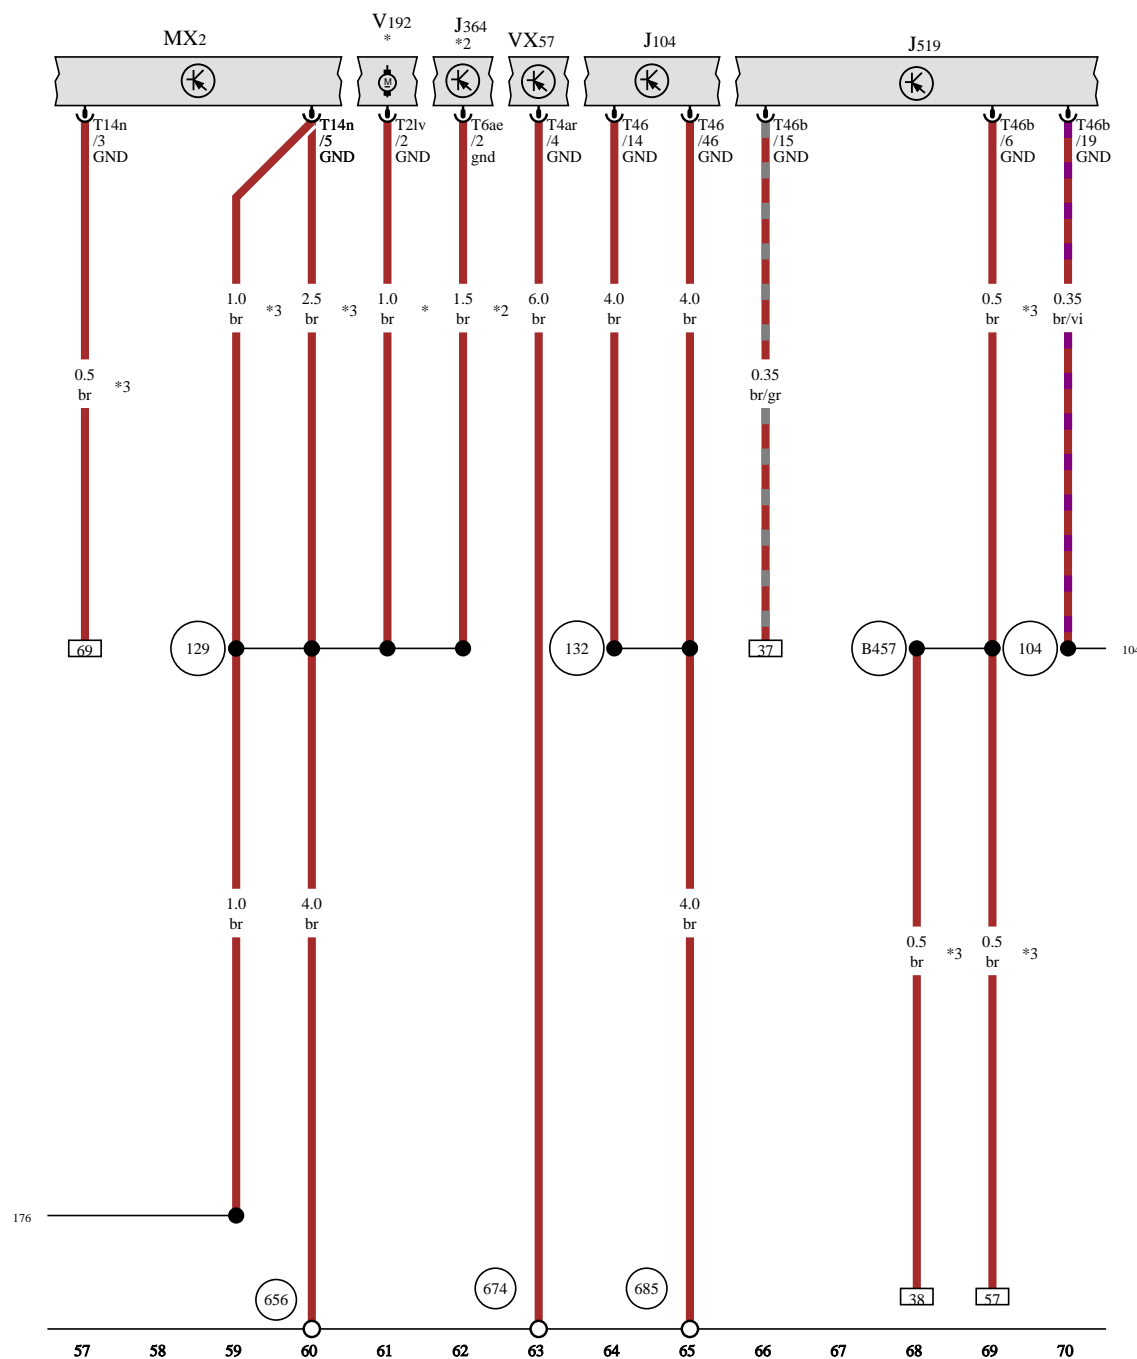 MX2
V192
*
J364
*2
VX57
J104
J519
M
T14n
/3
GND
T14n
/5
GND
T2lv
/2
GND
T6ae
/2
gnd
T4ar
/4
GND
T46
/14
GND
T46
/46
GND
T46b
/15
GND
T46b
/6
GND
T46b
/19
GND
1.0
br
*3
2.5
br
*3
1.0
br
*
1.5
br
*2
6.0
br
4.0
br
4.0
br
0.5
br
*3
0.35
br/vi
0.5
br
*3
0.35
br/gr
69
129
132
37
B457
104
104
1.0
br
4.0
br
4.0
br
0.5
br
*3
0.5
br
*3
176
656
674
685
38
57
57 58 59 60 61 62 63 64 65 66 67 68 69 70